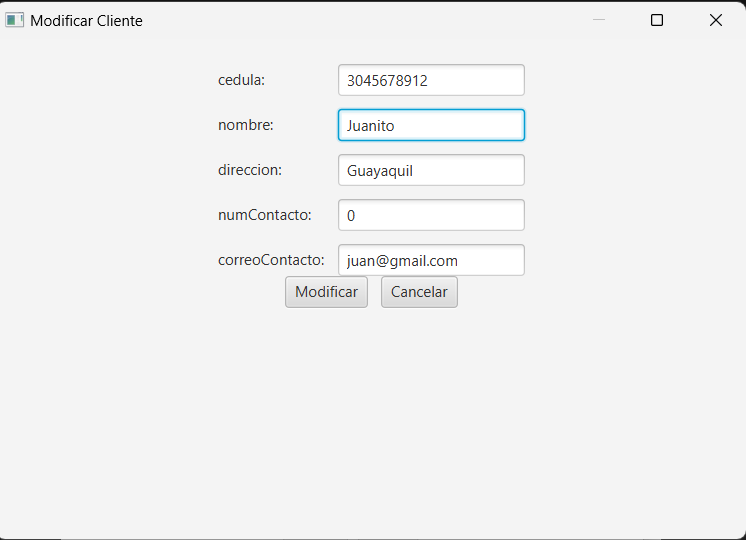 Modificar Cliente
cedula: 3045678912
nombre: Juanito
direccion: Guayaquil
numContacto: 0
correoContacto: juan@gmail.com
Modificar Cancelar